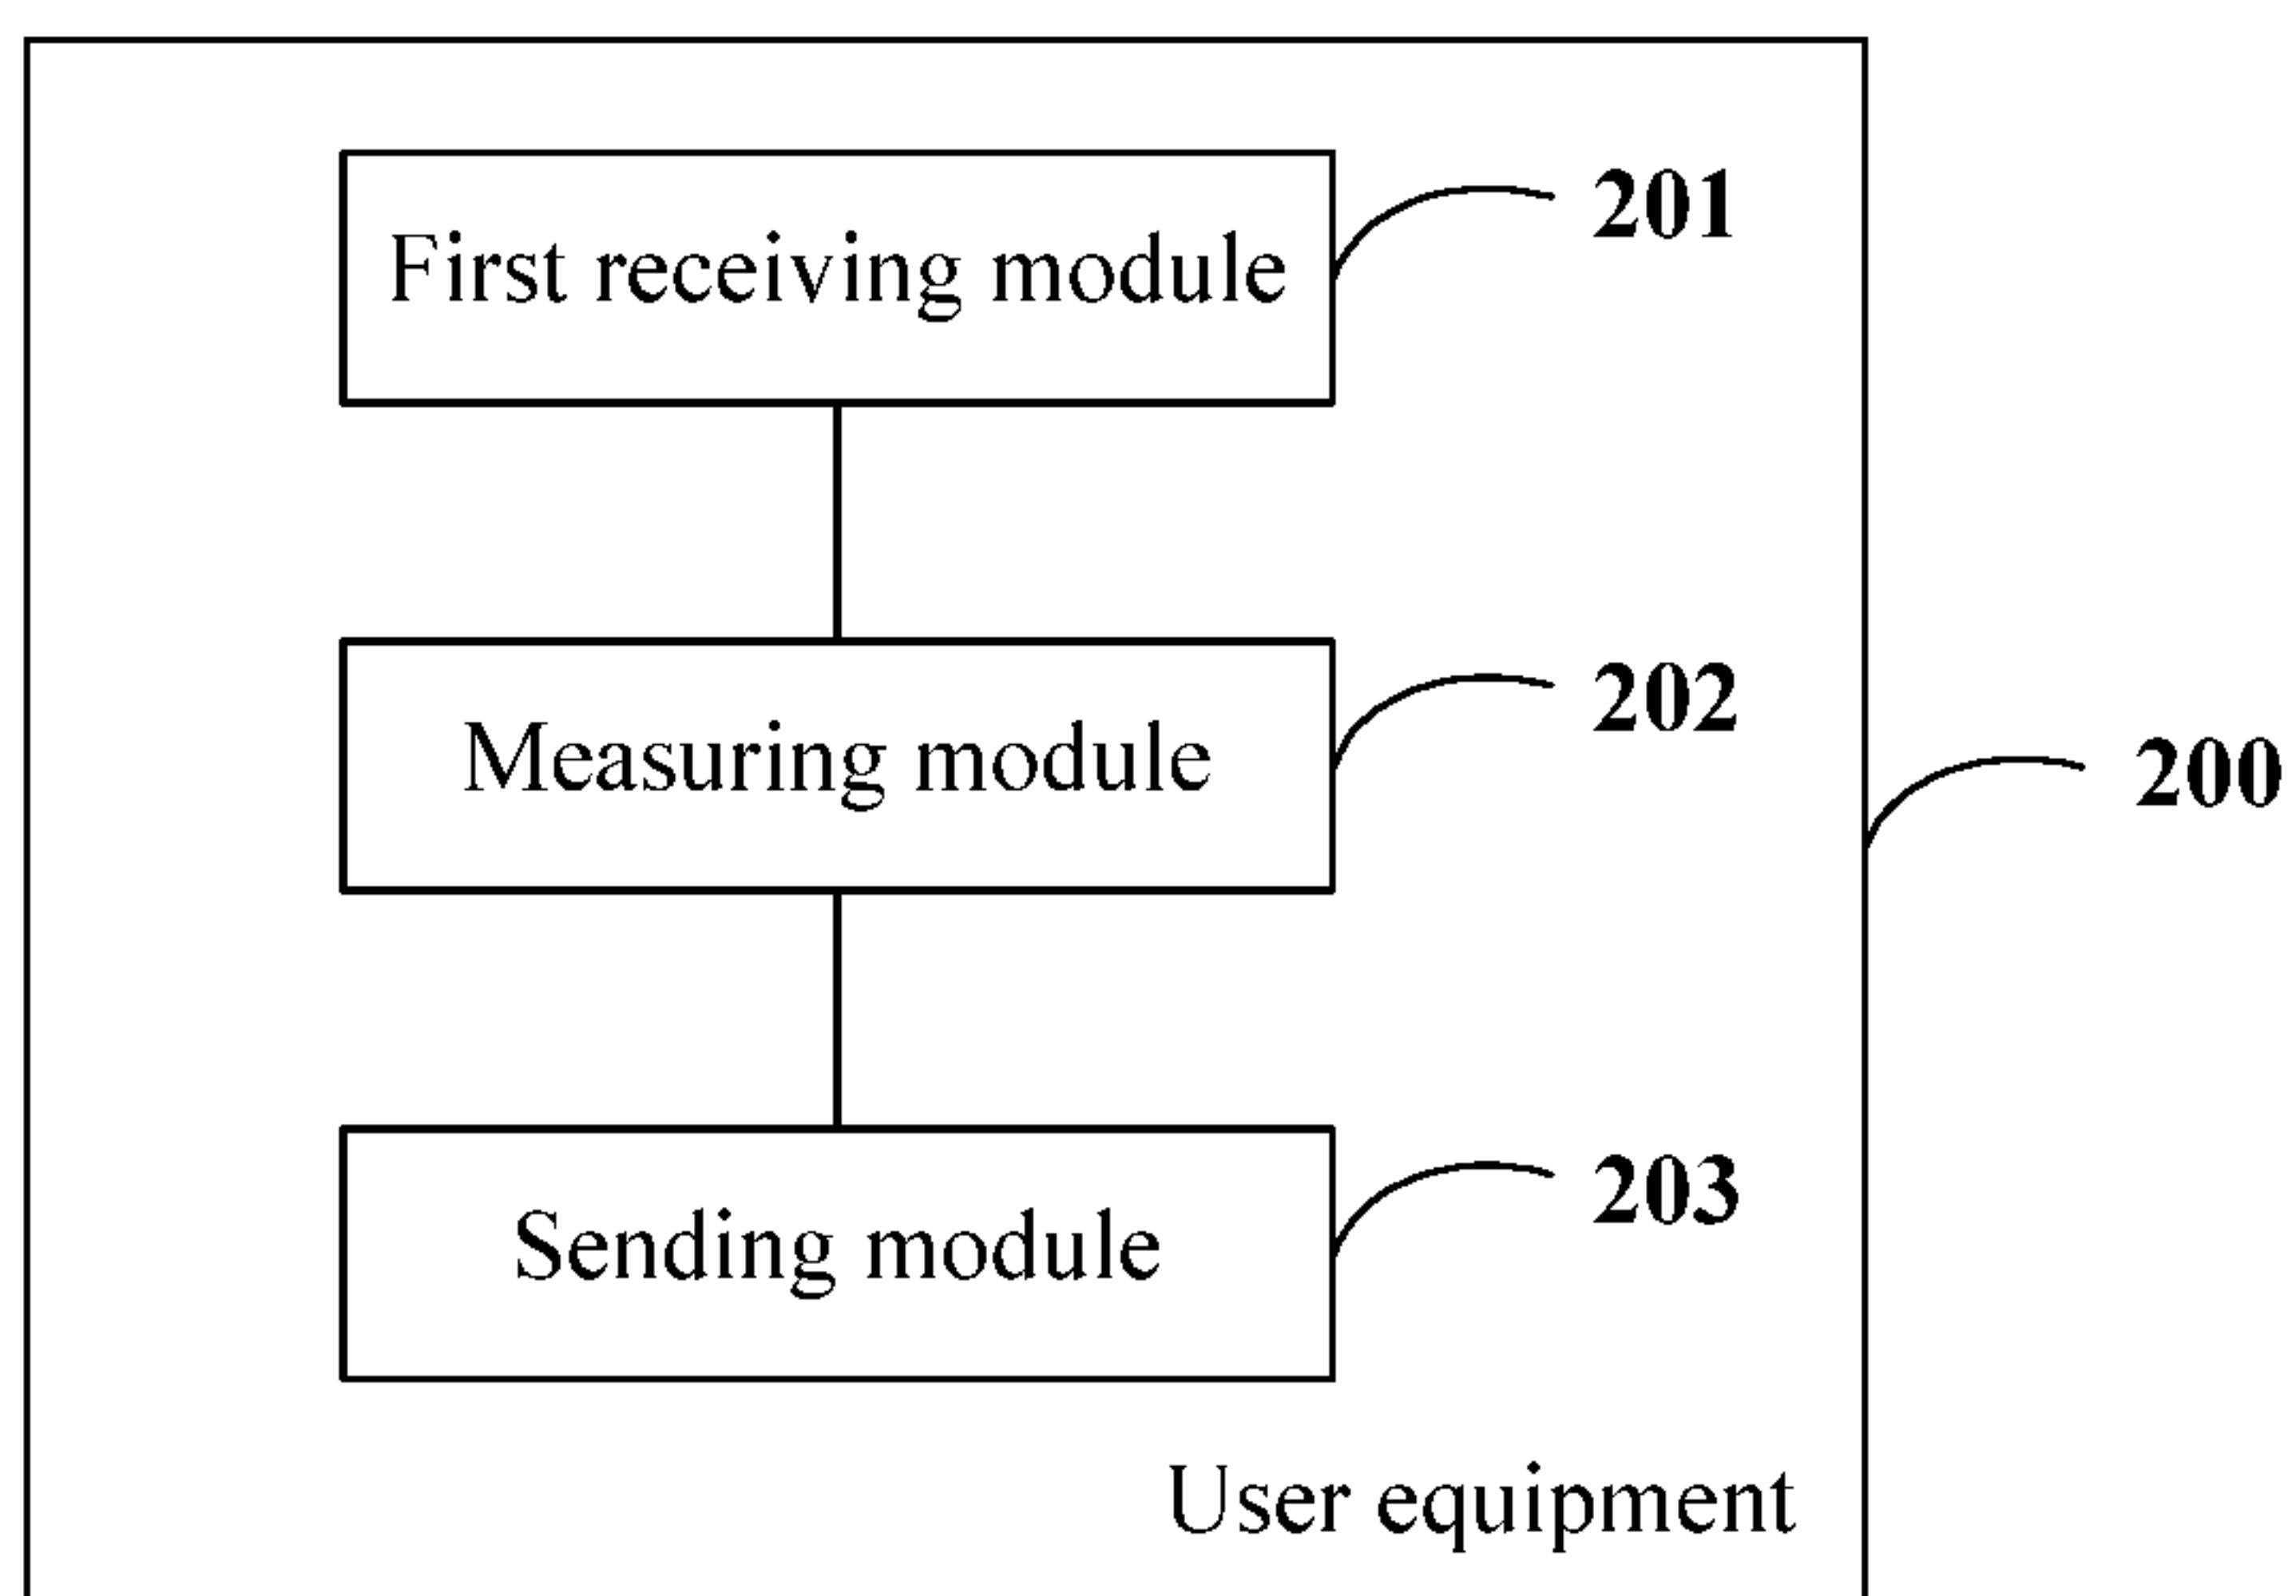 First receiving module
201
Measuring module
202
200
Sending module
203
User equipment